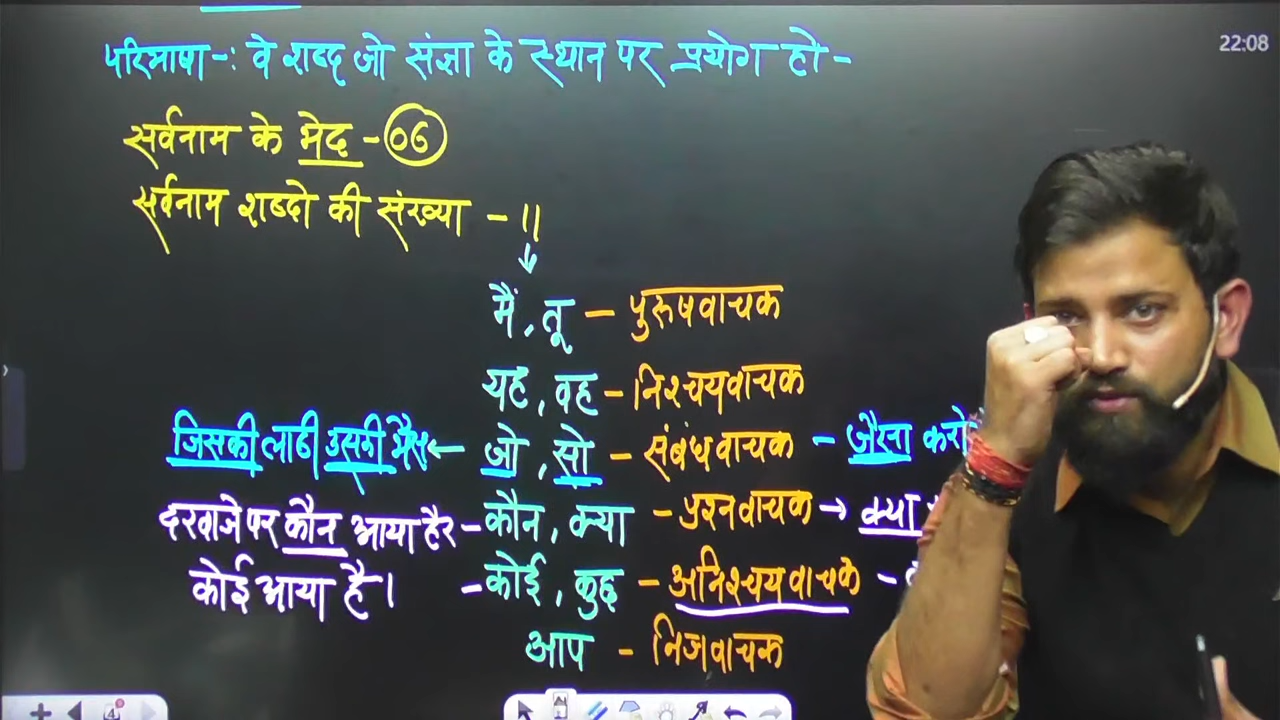 22:08
परिभाषा-: वे शब्द जो संज्ञा के स्थान पर प्रयोग हो -
सर्वनाम के भेद - 06
सर्वनाम शब्दो की संख्या - 11
मैं, तू - पुरुषवाचक
यह, वह - निश्चयवाचक
जिसकी लाठी उसकी भैंस ← जो, सो - संबंधवाचक - जैसा करो
दरवाजे पर कौन आया है? - कौन, क्या - प्रश्नवाचक → क्या
कोई आया है। - कोई, कुछ - अनिश्चयवाचक -
आप - निजवाचक